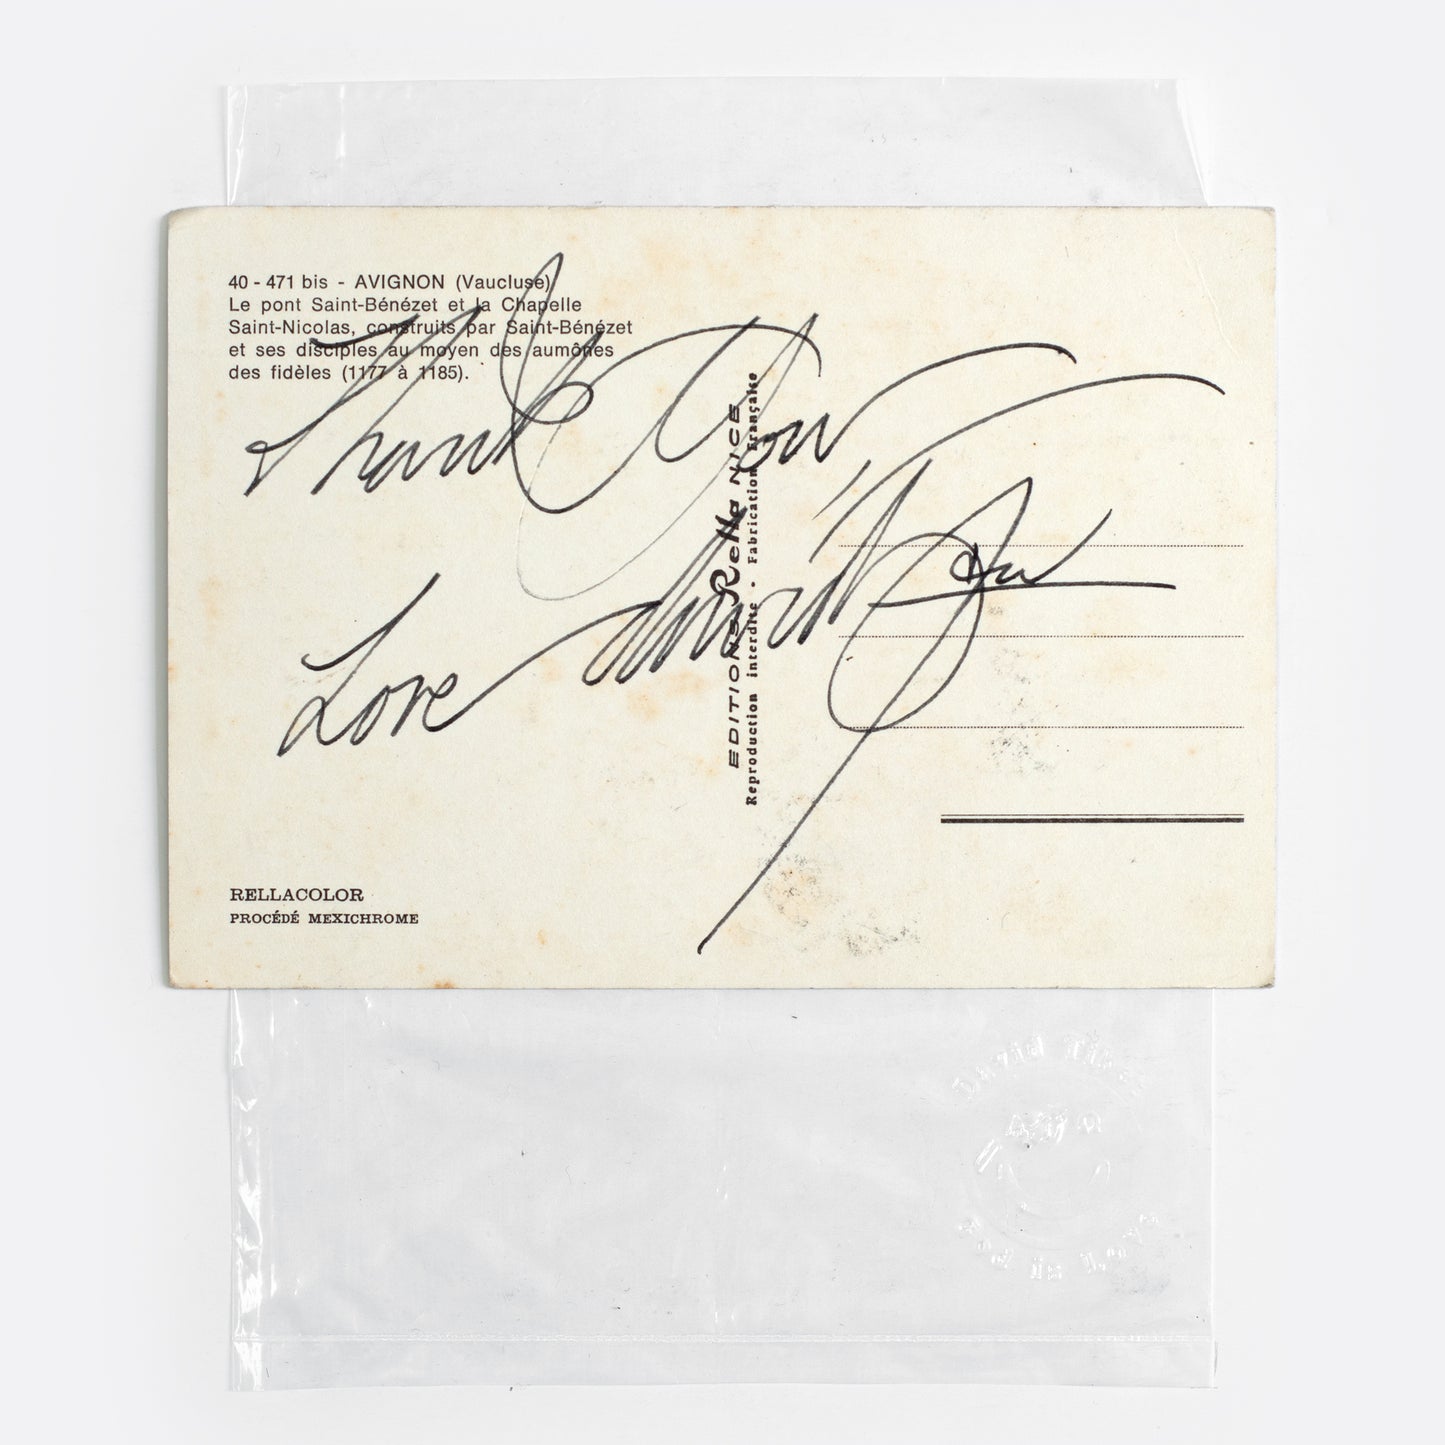 40 - 471 bis - AVIGNON (Vaucluse)
Le pont Saint-Bénézet et la Chapelle
Saint-Nicolas, construits par Saint-Bénézet
et ses disciples au moyen des aumônes
des fidèles (1177 à 1185).
Thank You
Love David
EDITIONS Rella NICE
Reproduction interdite - Fabrication Française
RELLACOLOR
PROCÉDÉ MEXICHROME
David